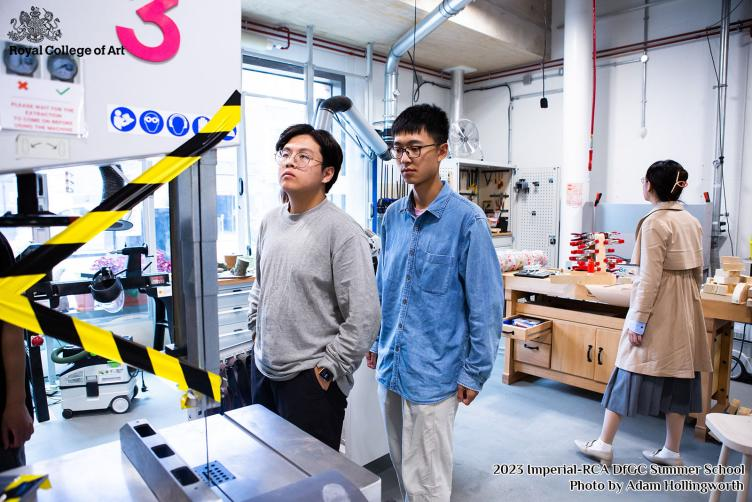 Royal College of Art
3
PLEASE WAIT FOR THE
EXTRACTION
TO COME ON BEFORE
USING THE MACHINE
2023 Imperial-RCA DfGC Summer School
Photo by Adam Hollingworth